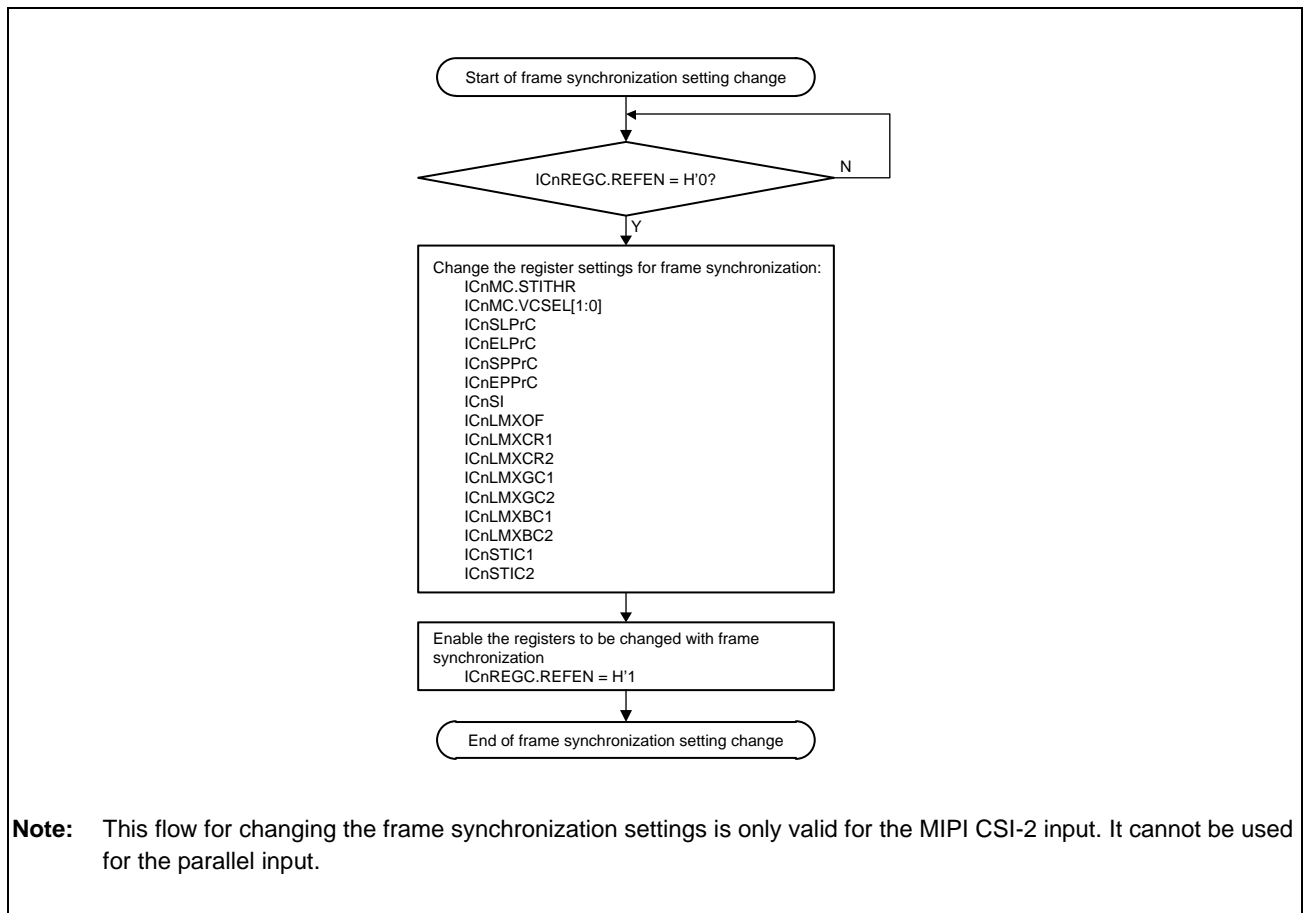 Start of frame synchronization setting change
ICnREGC.REFEN = H'0?
N
Y
Change the register settings for frame synchronization:
ICnMC.STITHR
ICnMC.VCSEL[1:0]
ICnSLPrC
ICnELPrC
ICnSPPrC
ICnEPPrC
ICnSI
ICnLMXOF
ICnLMXCR1
ICnLMXCR2
ICnLMXGC1
ICnLMXGC2
ICnLMXBC1
ICnLMXBC2
ICnSTIC1
ICnSTIC2
Enable the registers to be changed with frame
synchronization
ICnREGC.REFEN = H'1
End of frame synchronization setting change
Note: This flow for changing the frame synchronization settings is only valid for the MIPI CSI-2 input. It cannot be used
for the parallel input.